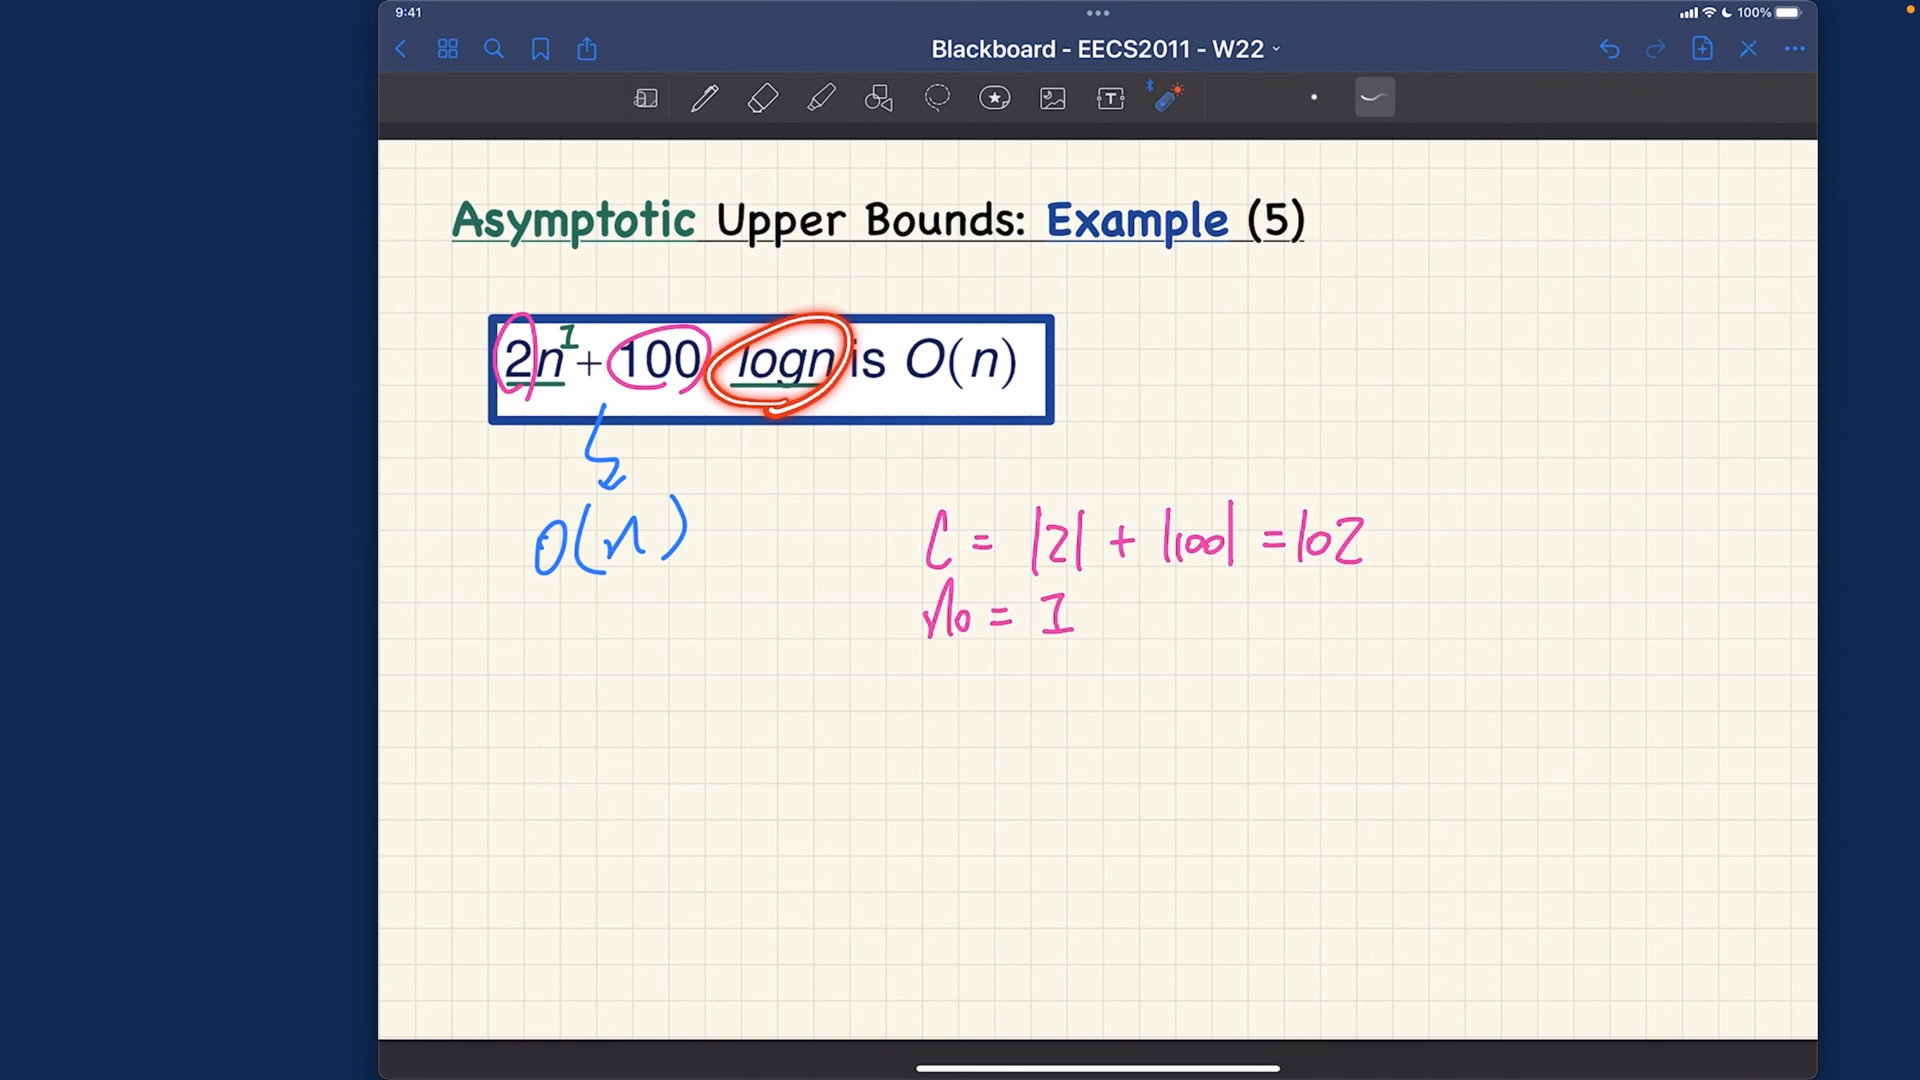 9:41
100%
Blackboard - EECS2011 - W22
T
Asymptotic Upper Bounds: Example (5)
2n¹ + 100 logn is O(n)
O(n)
C = |2| + |100| = 102
n₀ = 1